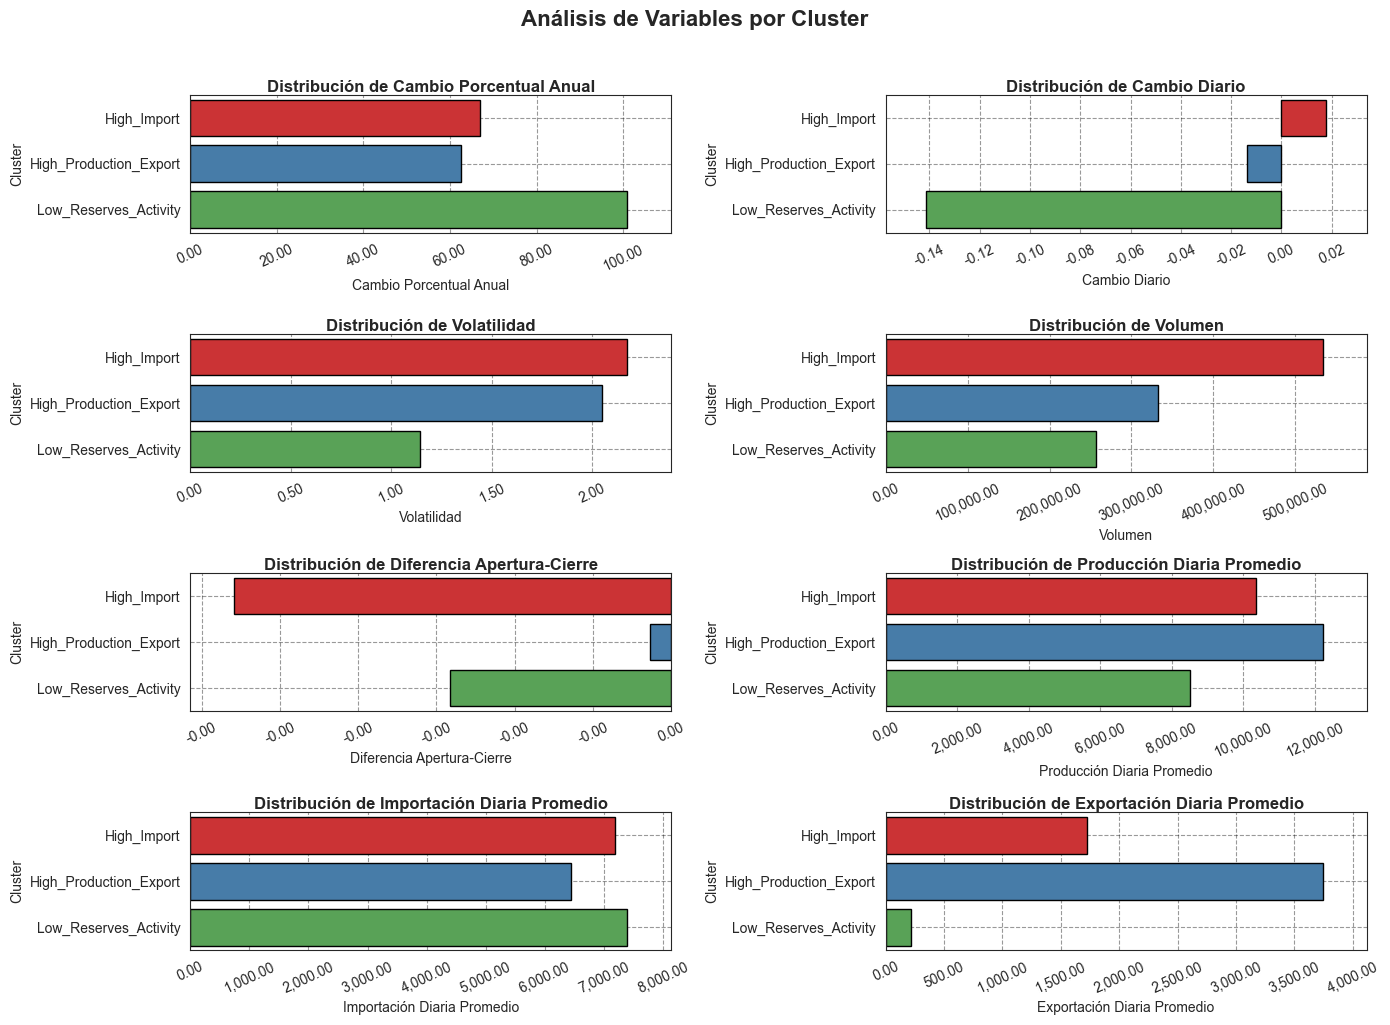 Análisis de Variables por Cluster
Distribución de Cambio Porcentual Anual
Cluster
High_Import
High_Production_Export
Low_Reserves_Activity
0.00 20.00 40.00 60.00 80.00 100.00
Cambio Porcentual Anual
Distribución de Cambio Diario
Cluster
High_Import
High_Production_Export
Low_Reserves_Activity
-0.14 -0.12 -0.10 -0.08 -0.06 -0.04 -0.02 0.00 0.02
Cambio Diario
Distribución de Volatilidad
Cluster
High_Import
High_Production_Export
Low_Reserves_Activity
0.00 0.50 1.00 1.50 2.00
Volatilidad
Distribución de Volumen
Cluster
High_Import
High_Production_Export
Low_Reserves_Activity
0.00 100,000.00 200,000.00 300,000.00 400,000.00 500,000.00
Volumen
Distribución de Diferencia Apertura-Cierre
Cluster
High_Import
High_Production_Export
Low_Reserves_Activity
-0.00 -0.00 -0.00 -0.00 -0.00 -0.00 0.00
Diferencia Apertura-Cierre
Distribución de Producción Diaria Promedio
Cluster
High_Import
High_Production_Export
Low_Reserves_Activity
0.00 2,000.00 4,000.00 6,000.00 8,000.00 10,000.00 12,000.00
Producción Diaria Promedio
Distribución de Importación Diaria Promedio
Cluster
High_Import
High_Production_Export
Low_Reserves_Activity
0.00 1,000.00 2,000.00 3,000.00 4,000.00 5,000.00 6,000.00 7,000.00 8,000.00
Importación Diaria Promedio
Distribución de Exportación Diaria Promedio
Cluster
High_Import
High_Production_Export
Low_Reserves_Activity
0.00 500.00 1,000.00 1,500.00 2,000.00 2,500.00 3,000.00 3,500.00 4,000.00
Exportación Diaria Promedio